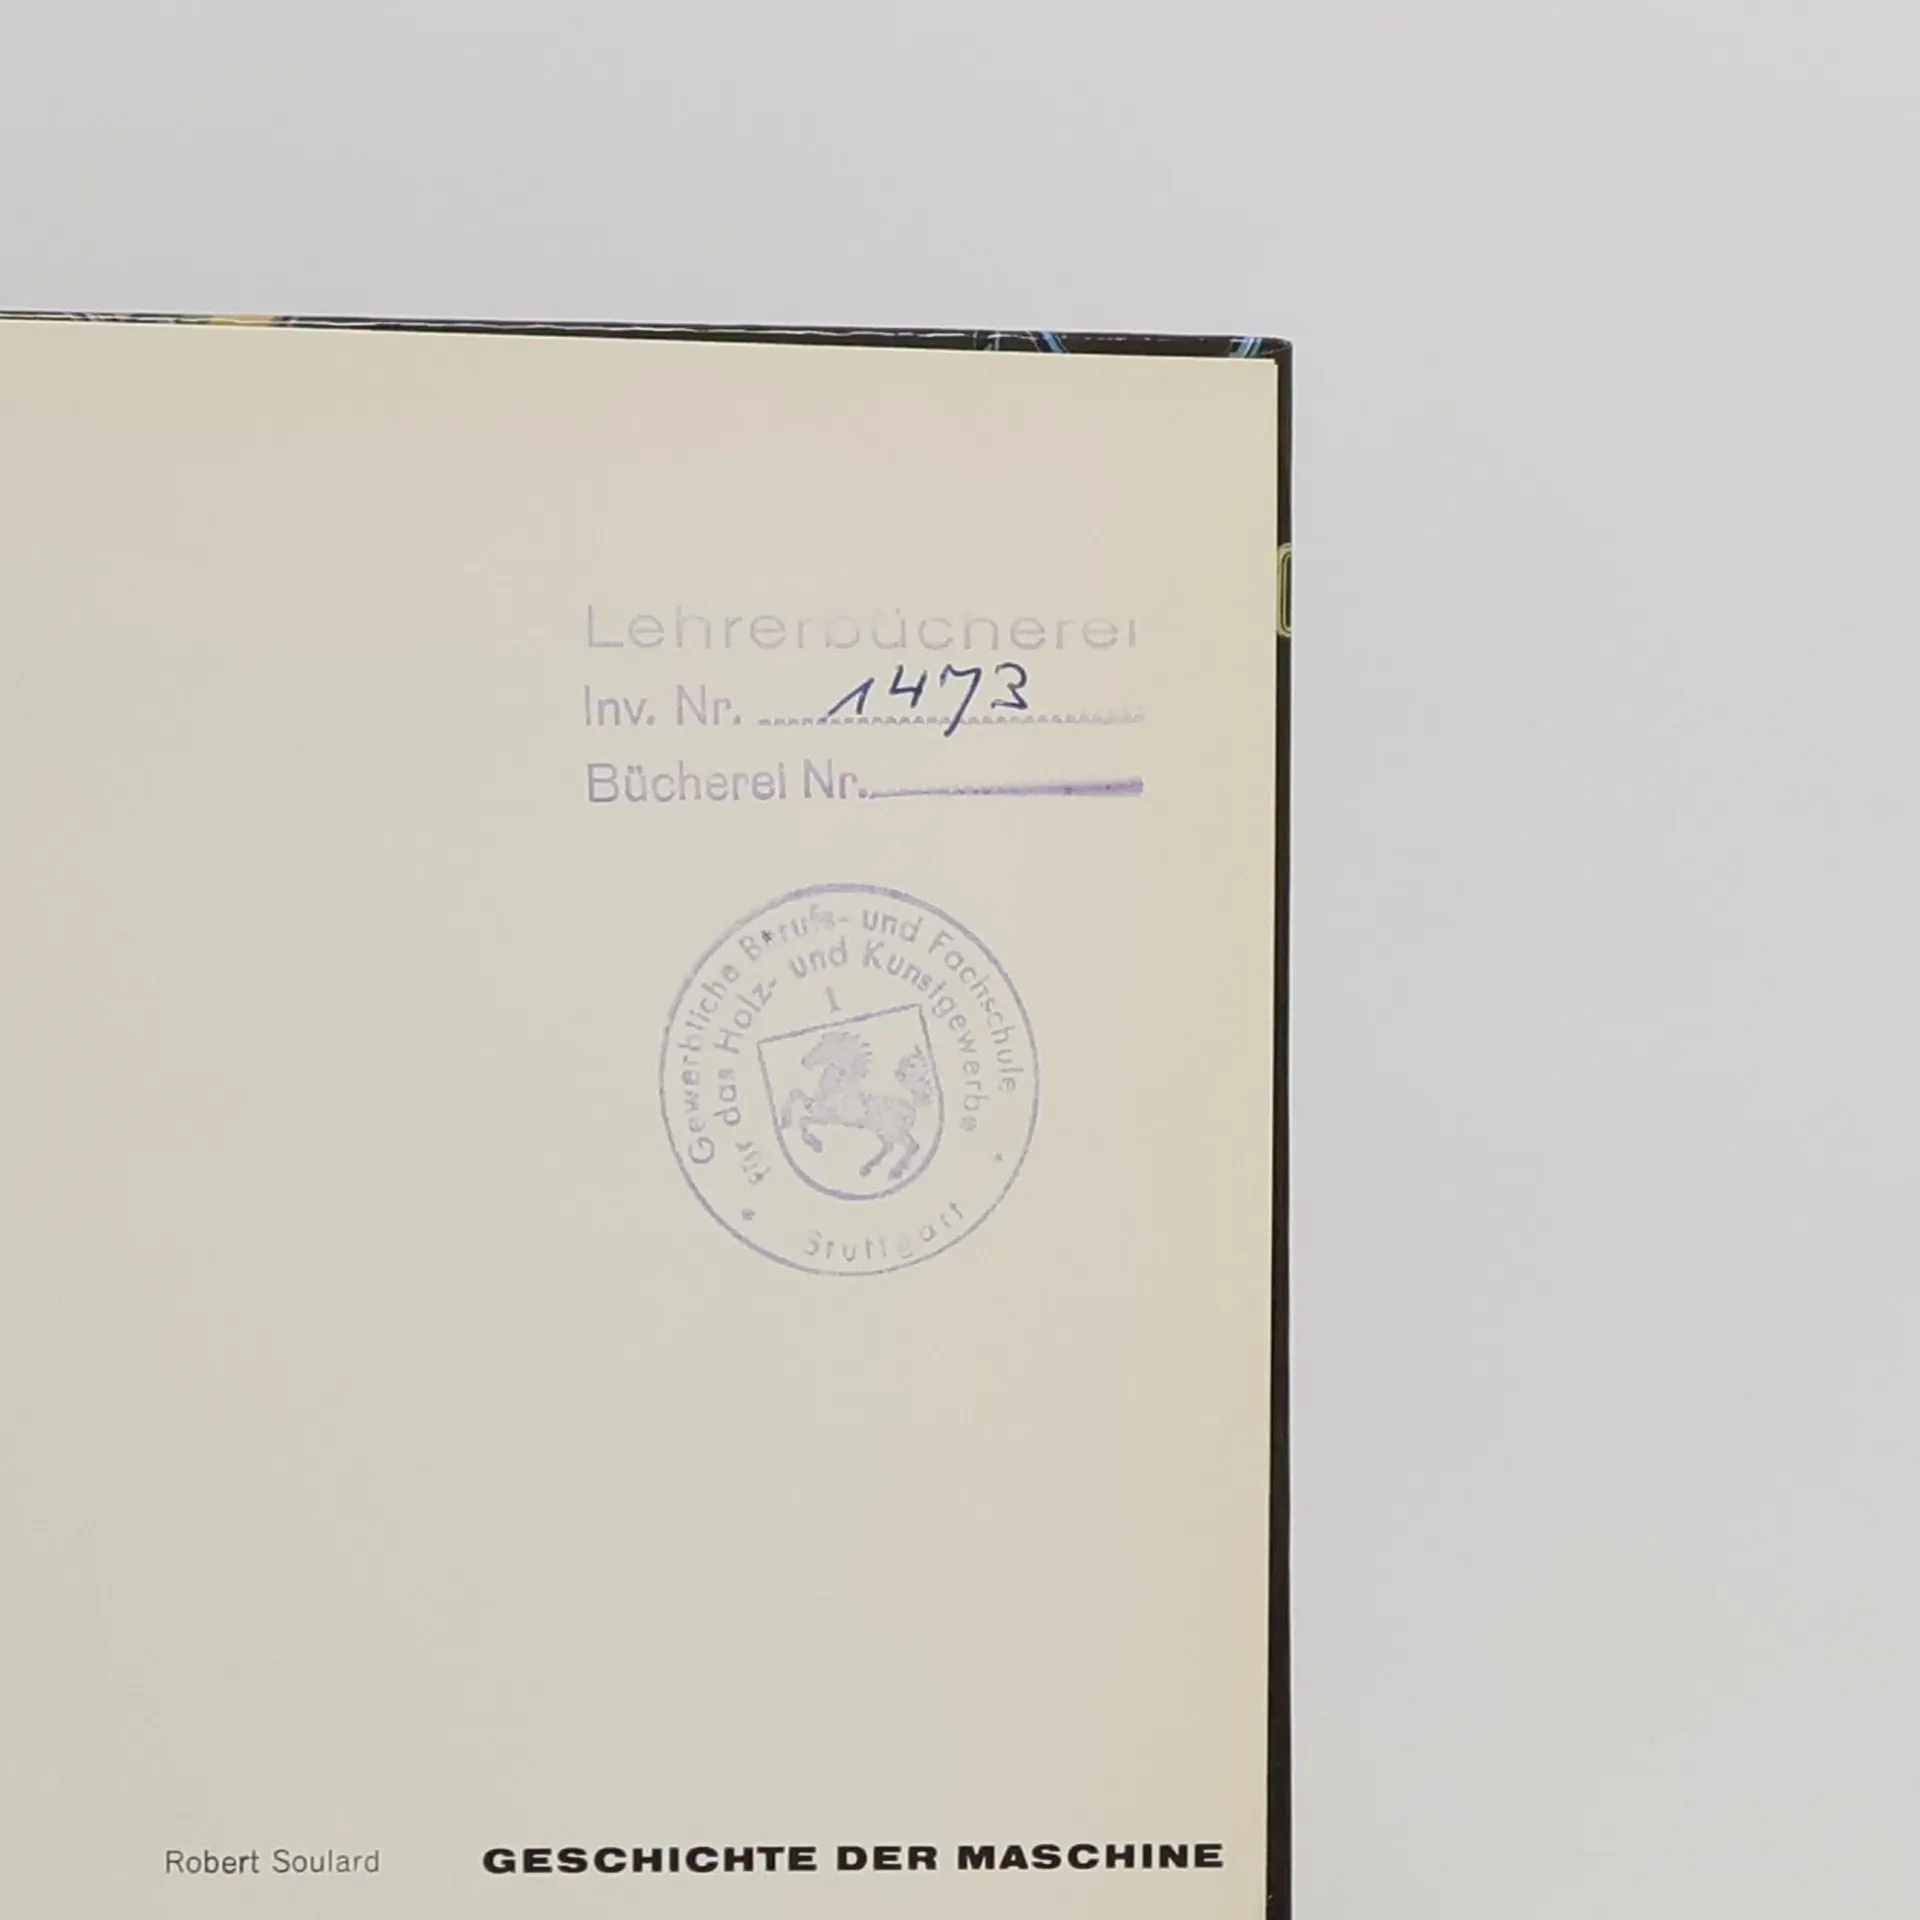 Lehrerbücherei
Inv. Nr. 1473
Bücherei Nr.
Gewerbliche Berufs- und Fachschule
für das Holz- und Kunstgewerbe
1
Stuttgart
Robert Soulard GESCHICHTE DER MASCHINE